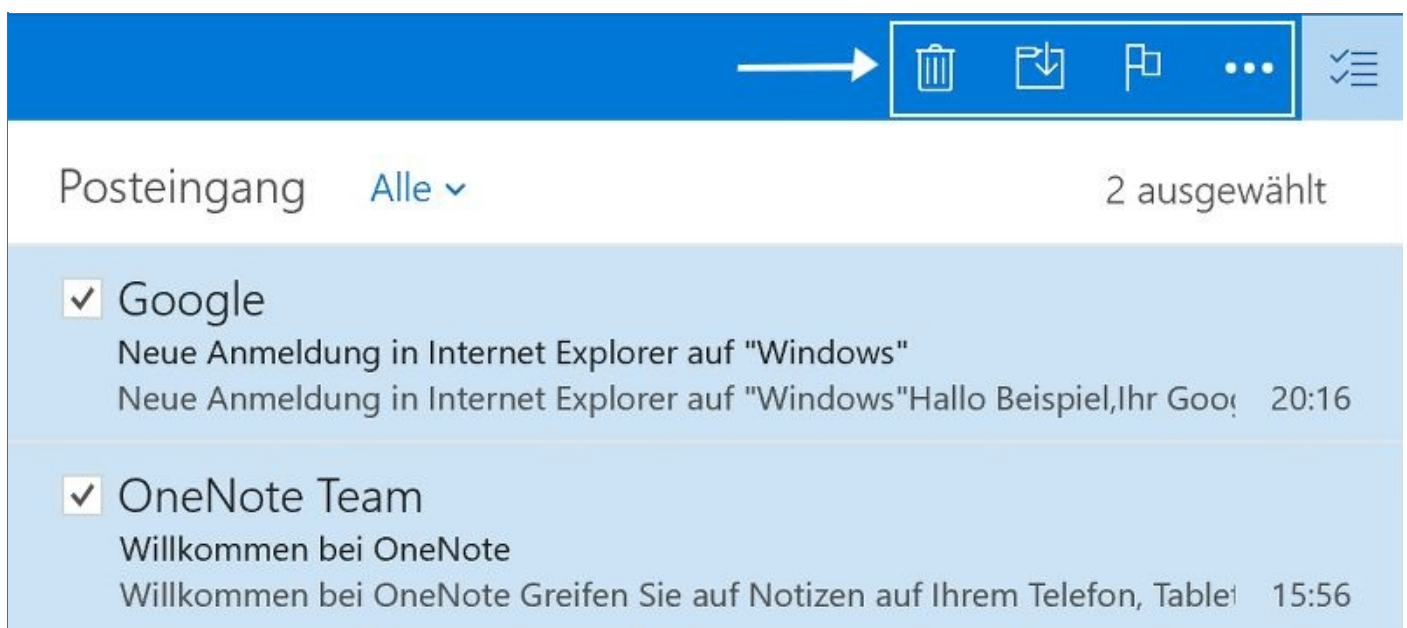 Posteingang Alle 2 ausgewählt
Google
Neue Anmeldung in Internet Explorer auf "Windows"
Neue Anmeldung in Internet Explorer auf "Windows"Hallo Beispiel,Ihr Goog 20:16
OneNote Team
Willkommen bei OneNote
Willkommen bei OneNote Greifen Sie auf Notizen auf Ihrem Telefon, Tablet 15:56